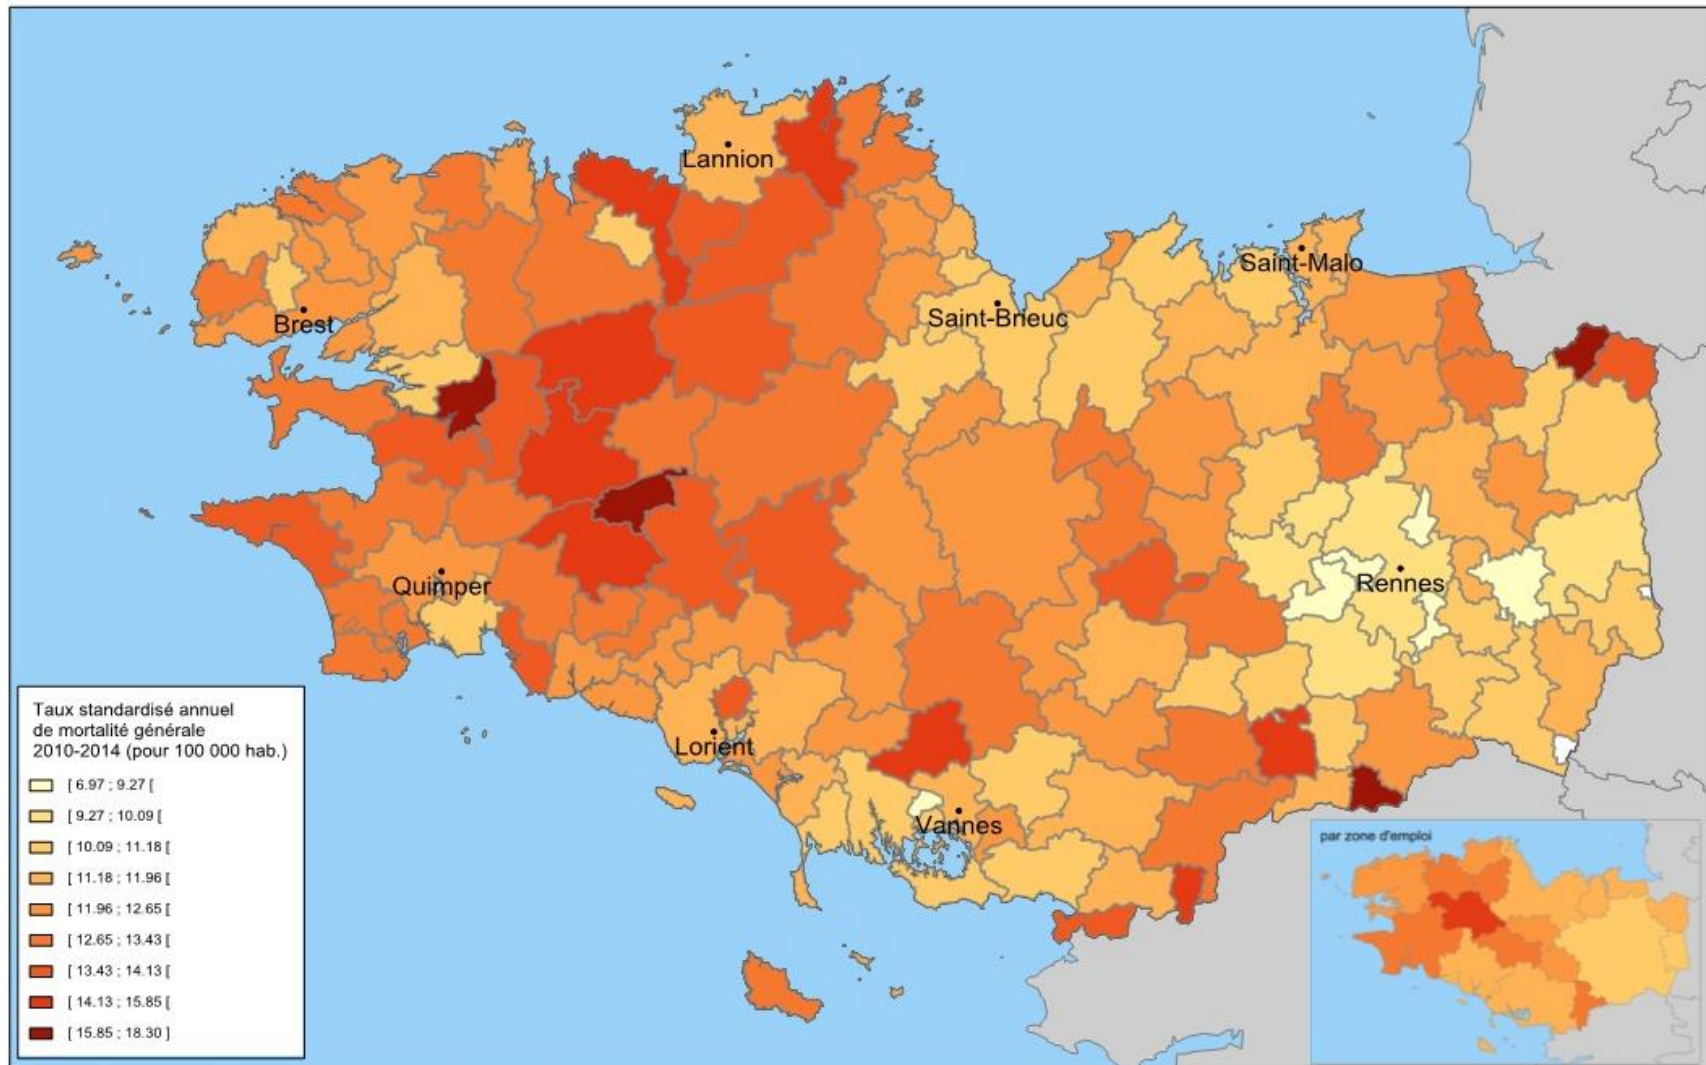 Lannion
Saint-Malo
Brest
Saint-Brieuc
Quimper
Rennes
Lorient
Vannes
Taux standardisé annuel
de mortalité générale
2010-2014 (pour 100 000 hab.)
[ 6.97 ; 9.27 [
[ 9.27 ; 10.09 [
[ 10.09 ; 11.18 [
[ 11.18 ; 11.96 [
[ 11.96 ; 12.65 [
[ 12.65 ; 13.43 [
[ 13.43 ; 14.13 [
[ 14.13 ; 15.85 [
[ 15.85 ; 18.30 ]
par zone d'emploi